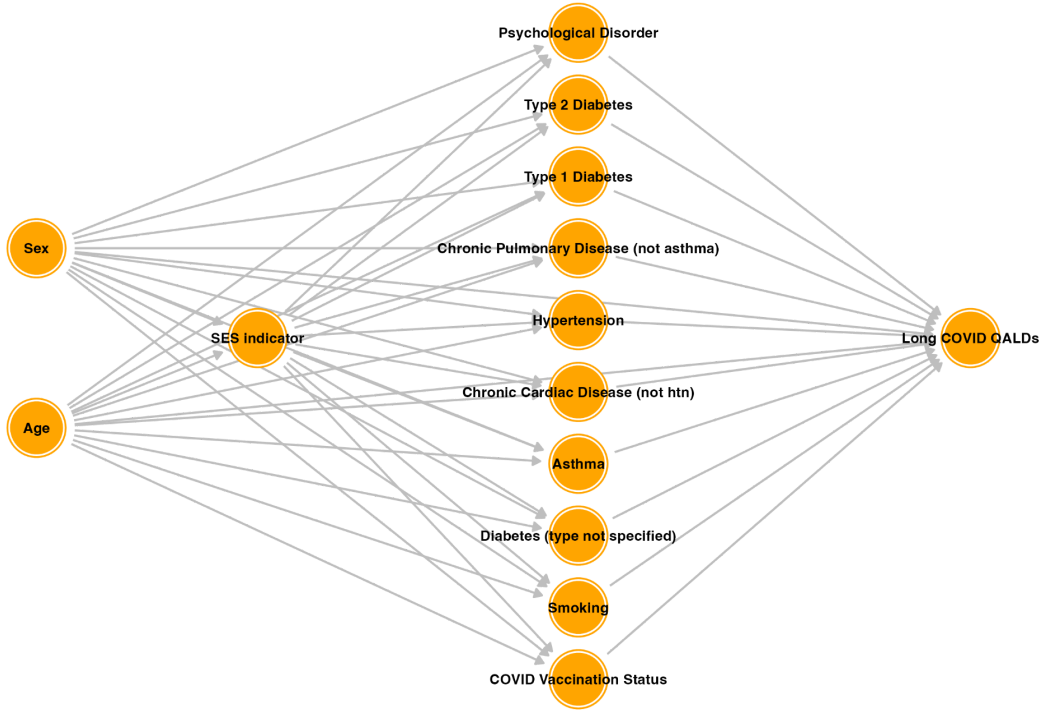 Psychological Disorder
Type 2 Diabetes
Type 1 Diabetes
Sex
Chronic Pulmonary Disease (not asthma)
Hypertension
SES indicator
Long COVID QALDs
Chronic Cardiac Disease (not htn)
Age
Asthma
Diabetes (type not specified)
Smoking
COVID Vaccination Status